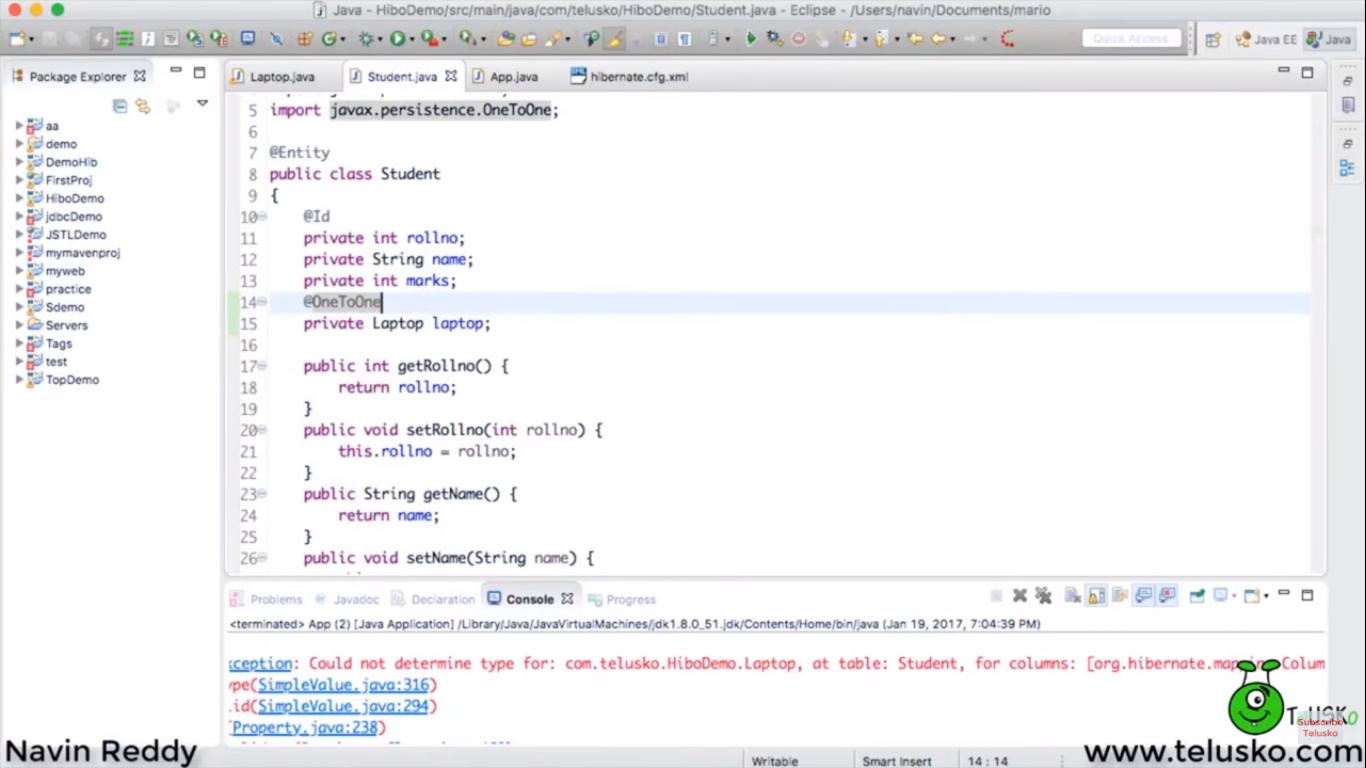 Java - HiboDemo/src/main/java/com/telusko/HiboDemo/Student.java - Eclipse - /Users/navin/Documents/mario
Quick Access
Java EE
Java
Package Explorer
Laptop.java
Student.java
App.java
hibernate.cfg.xml
aa
demo
DemoHib
FirstProj
HiboDemo
jdbcDemo
JSTLDemo
mymavenproj
myweb
practice
Sdemo
Servers
Tags
test
TopDemo
5 import javax.persistence.OneToOne;
6
7 @Entity
8 public class Student
9 {
10 @Id
11 private int rollno;
12 private String name;
13 private int marks;
14 @OneToOne
15 private Laptop laptop;
16
17 public int getRollno() {
18 return rollno;
19 }
20 public void setRollno(int rollno) {
21 this.rollno = rollno;
22 }
23 public String getName() {
24 return name;
25 }
26 public void setName(String name) {
Problems Javadoc Declaration Console Progress
<terminated> App (2) [Java Application] /Library/Java/JavaVirtualMachines/jdk1.8.0_51.jdk/Contents/Home/bin/java (Jan 19, 2017, 7:04:39 PM)
xception: Could not determine type for: com.telusko.HiboDemo.Laptop, at table: Student, for columns: [org.hibernate.mapping.Colum
ype(SimpleValue.java:316)
.id(SimpleValue.java:294)
Property.java:238)
Subscribe
Telusko
Navin Reddy
www.telusko.com
Writable
Smart Insert
14 : 14